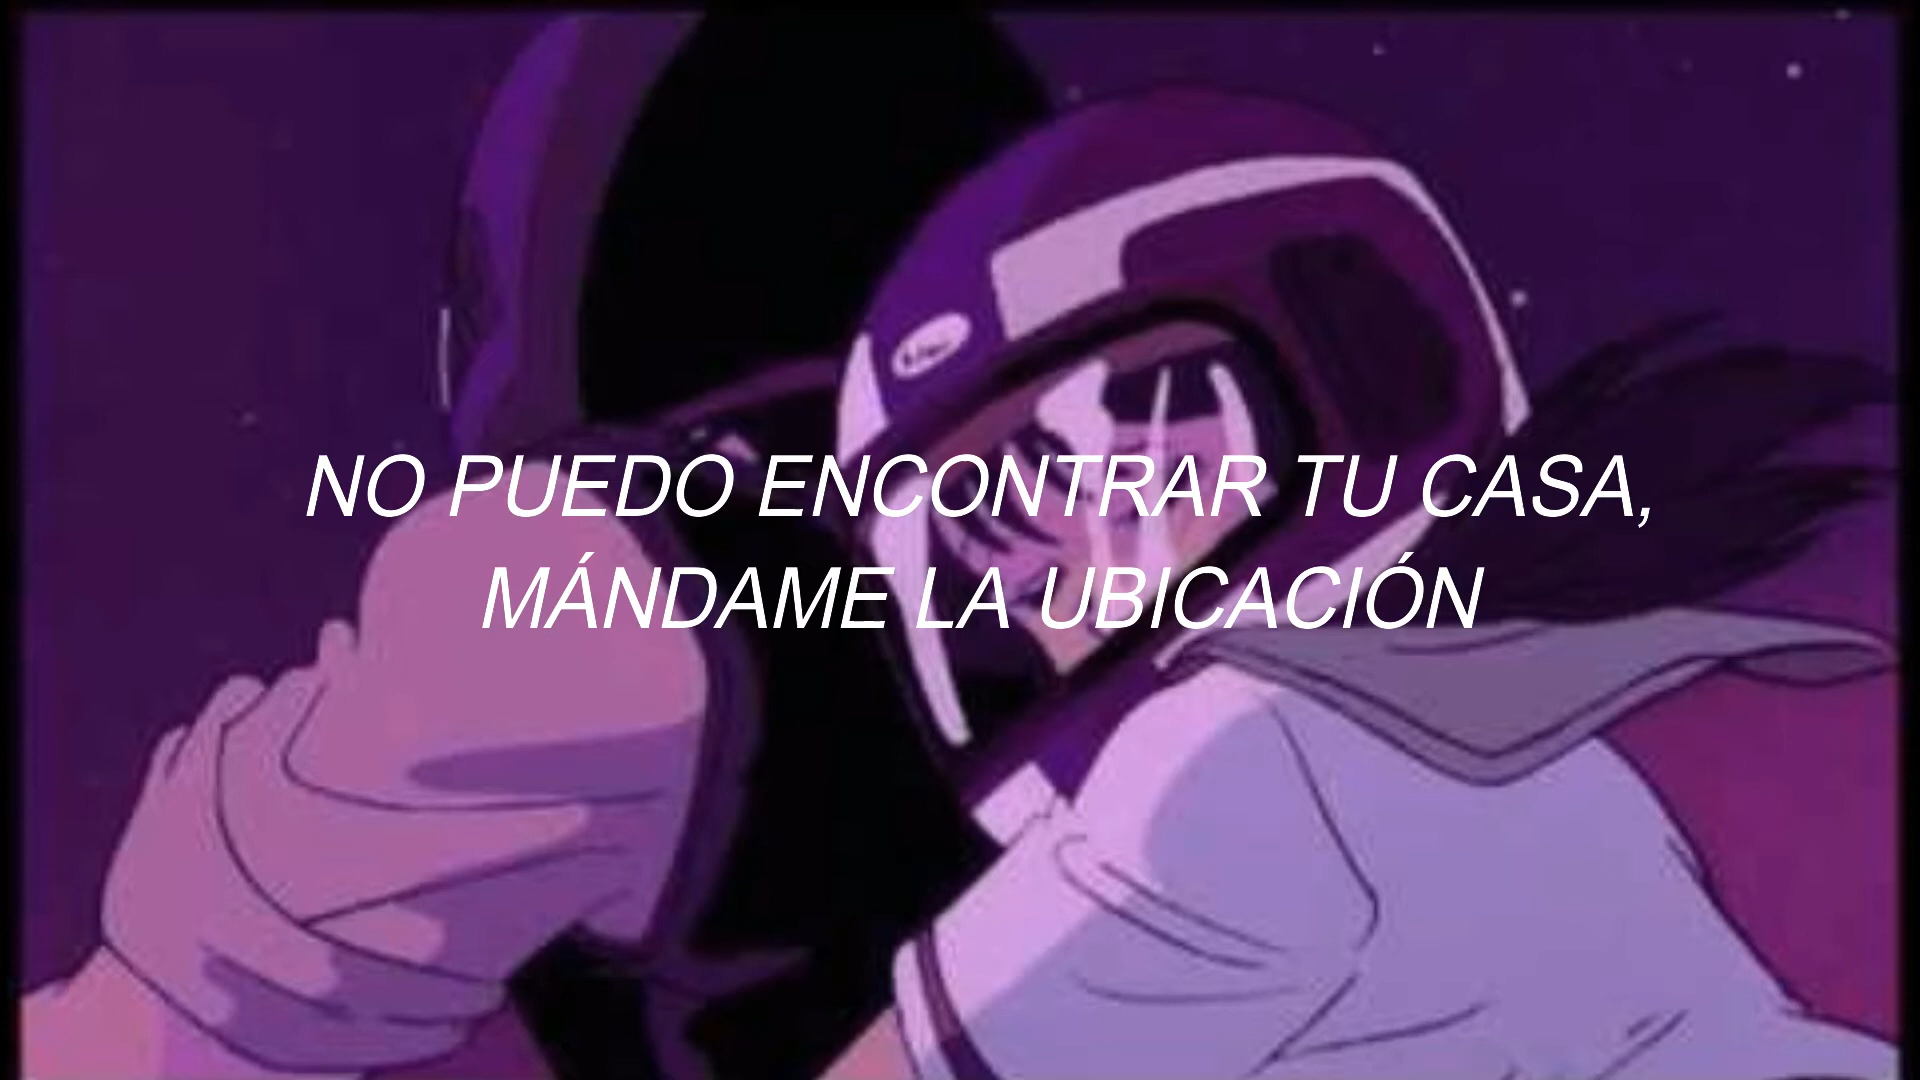 NO PUEDO ENCONTRAR TU CASA,
MÁNDAME LA UBICACIÓN